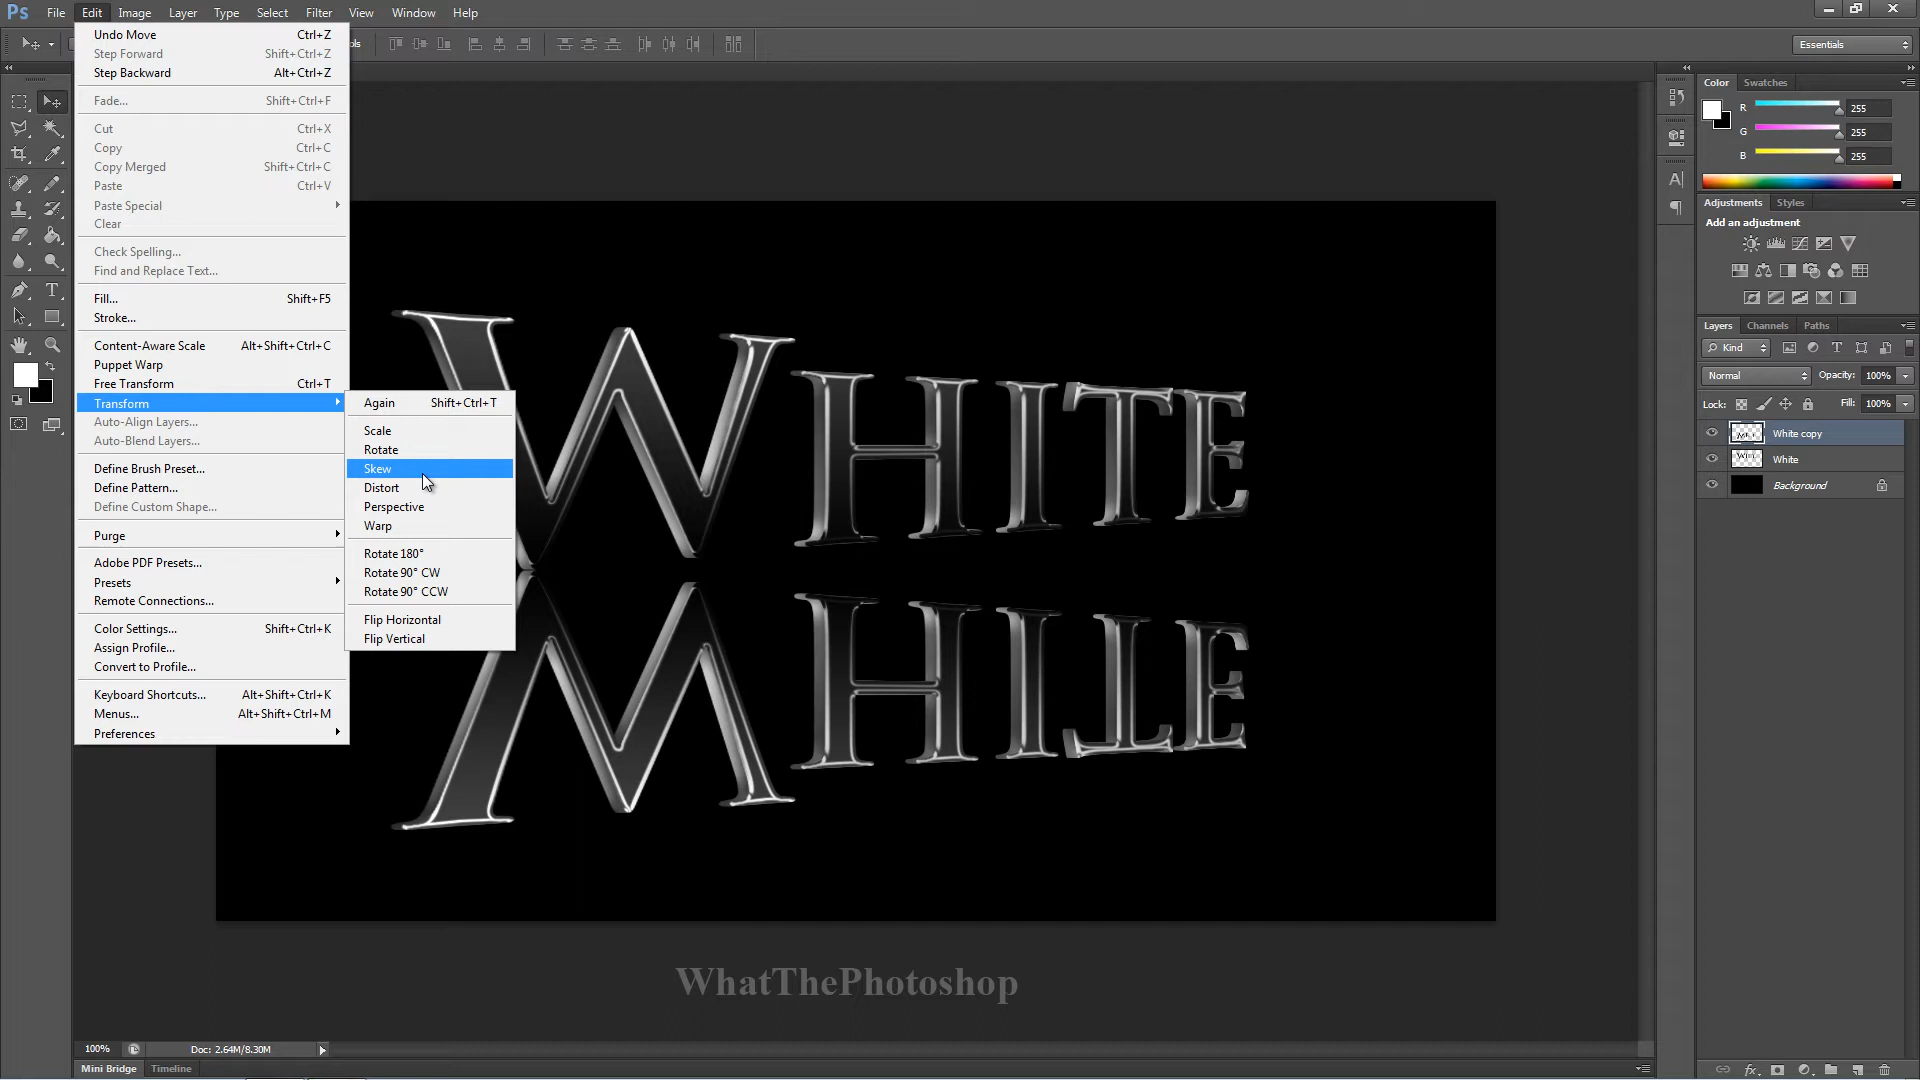 Ps File Edit Image Layer Type Select Filter View Window Help
Essentials
Undo Move Ctrl+Z
Step Forward Shift+Ctrl+Z
Step Backward Alt+Ctrl+Z
Fade... Shift+Ctrl+F
Cut Ctrl+X
Copy Ctrl+C
Copy Merged Shift+Ctrl+C
Paste Ctrl+V
Paste Special
Clear
Check Spelling...
Find and Replace Text...
Fill... Shift+F5
Stroke...
Content-Aware Scale Alt+Shift+Ctrl+C
Puppet Warp
Free Transform Ctrl+T
Transform
Auto-Align Layers...
Auto-Blend Layers...
Define Brush Preset...
Define Pattern...
Define Custom Shape...
Purge
Adobe PDF Presets...
Presets
Remote Connections...
Color Settings... Shift+Ctrl+K
Assign Profile...
Convert to Profile...
Keyboard Shortcuts... Alt+Shift+Ctrl+K
Menus... Alt+Shift+Ctrl+M
Preferences
Again Shift+Ctrl+T
Scale
Rotate
Skew
Distort
Perspective
Warp
Rotate 180°
Rotate 90° CW
Rotate 90° CCW
Flip Horizontal
Flip Vertical
WHITE
WHITE
WhatThePhotoshop
Color Swatches
R 255
G 255
B 255
Adjustments Styles
Add an adjustment
Layers Channels Paths
Kind
Normal Opacity: 100%
Lock: Fill: 100%
White copy
White
Background
100% Doc: 2.64M/8.30M
Mini Bridge Timeline